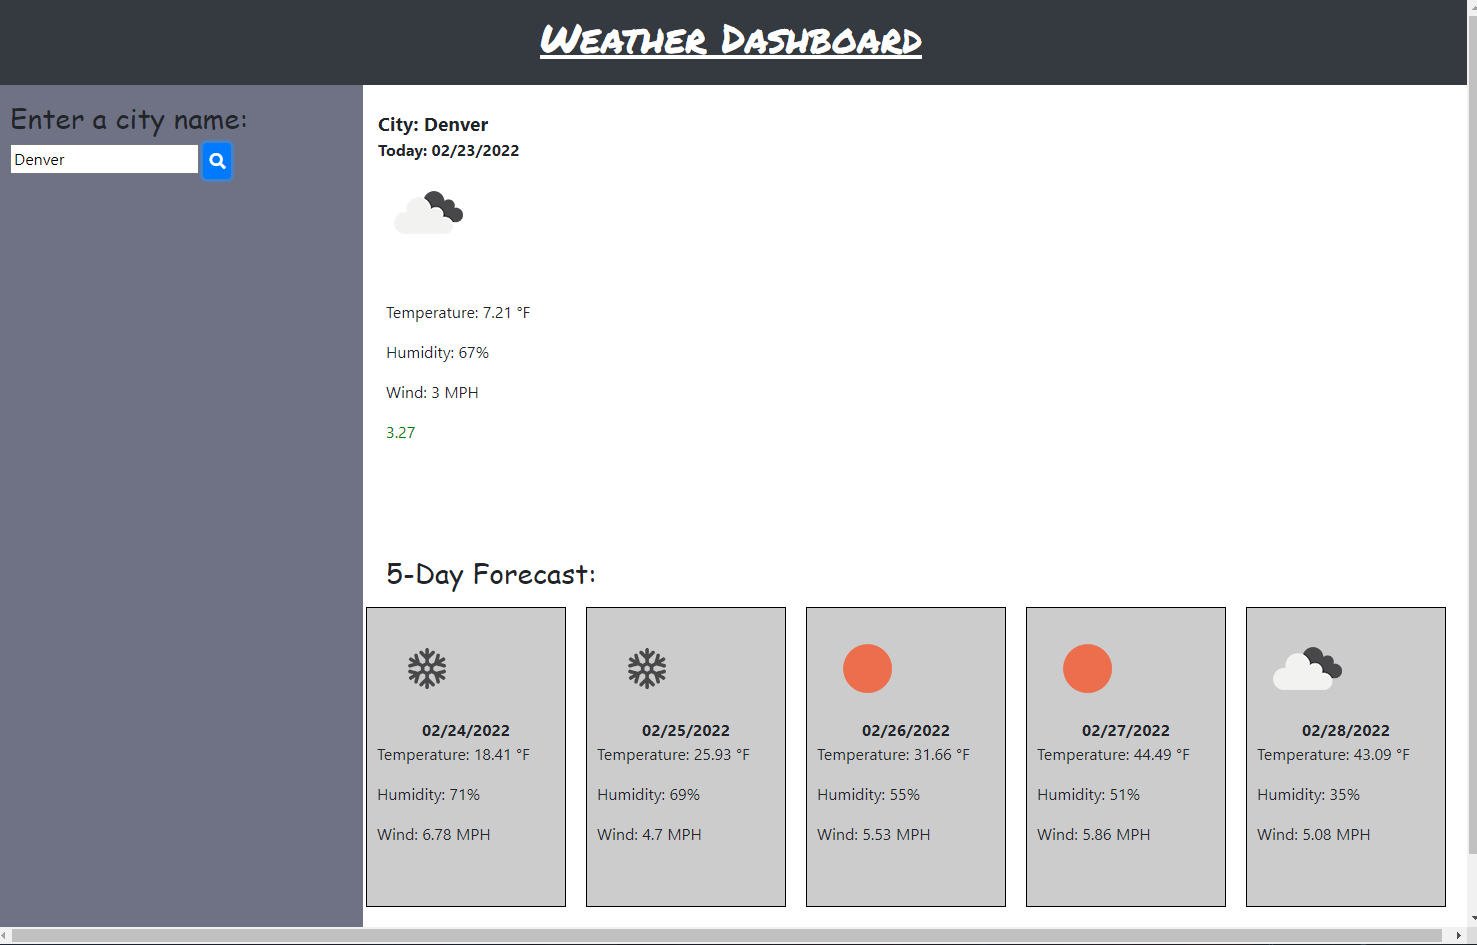 Weather Dashboard
Enter a city name:
Denver
City: Denver
Today: 02/23/2022
Temperature: 7.21 °F
Humidity: 67%
Wind: 3 MPH
3.27
5-Day Forecast:
02/24/2022
Temperature: 18.41 °F
Humidity: 71%
Wind: 6.78 MPH
02/25/2022
Temperature: 25.93 °F
Humidity: 69%
Wind: 4.7 MPH
02/26/2022
Temperature: 31.66 °F
Humidity: 55%
Wind: 5.53 MPH
02/27/2022
Temperature: 44.49 °F
Humidity: 51%
Wind: 5.86 MPH
02/28/2022
Temperature: 43.09 °F
Humidity: 35%
Wind: 5.08 MPH